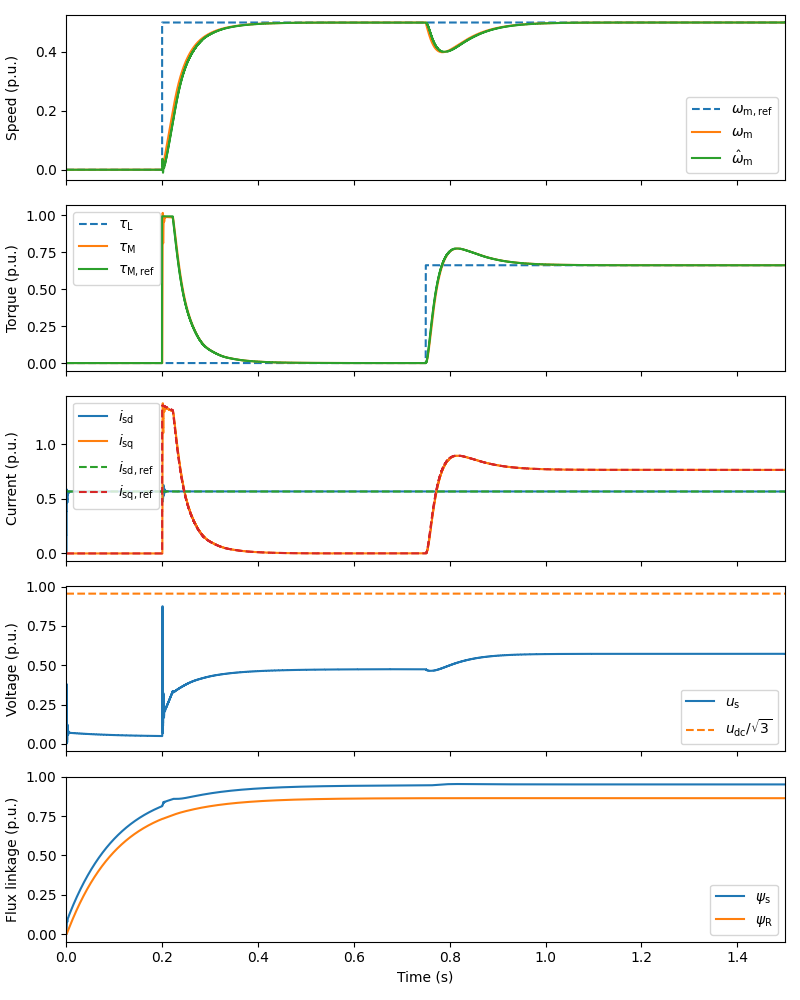 Speed (p.u.)
0.4
0.2
0.0
ω_m,ref
ω_m
ω̂_m
Torque (p.u.)
1.00
0.75
0.50
0.25
0.00
τ_L
τ_M
τ_M,ref
Current (p.u.)
1.0
0.5
0.0
i_sd
i_sq
i_sd,ref
i_sq,ref
Voltage (p.u.)
1.00
0.75
0.50
0.25
0.00
u_s
u_dc/√3
Flux linkage (p.u.)
1.00
0.75
0.50
0.25
0.00
ψ_s
ψ_R
0.0 0.2 0.4 0.6 0.8 1.0 1.2 1.4
Time (s)